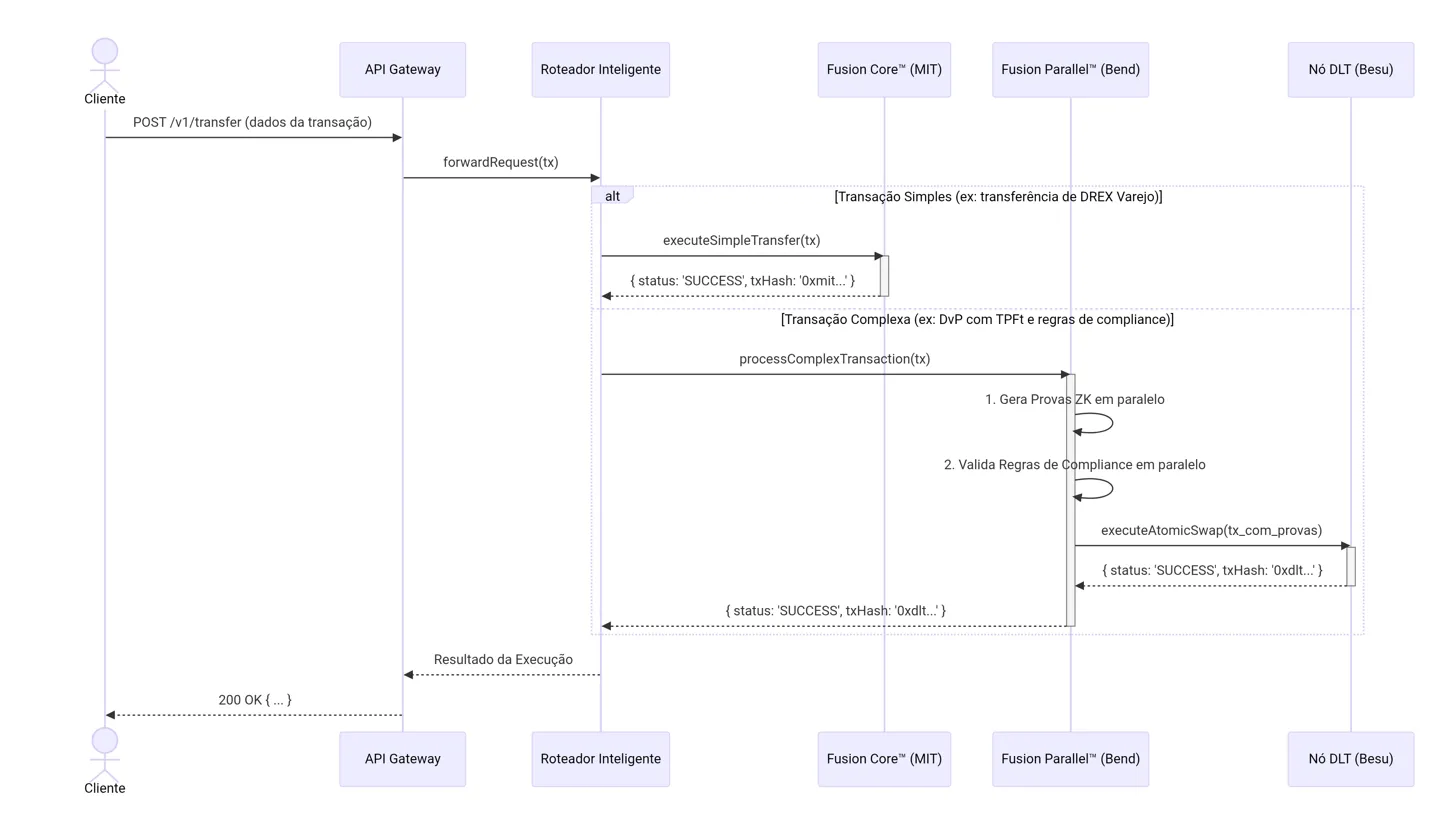 Cliente
API Gateway
Roteador Inteligente
Fusion Core™ (MIT)
Fusion Parallel™ (Bend)
Nó DLT (Besu)
POST /v1/transfer (dados da transação)
forwardRequest(tx)
alt
[Transação Simples (ex: transferência de DREX Varejo)]
executeSimpleTransfer(tx)
{ status: 'SUCCESS', txHash: '0xmit...' }
[Transação Complexa (ex: DvP com TPFt e regras de compliance)]
processComplexTransaction(tx)
1. Gera Provas ZK em paralelo
2. Valida Regras de Compliance em paralelo
executeAtomicSwap(tx_com_provas)
{ status: 'SUCCESS', txHash: '0xdlt...' }
{ status: 'SUCCESS', txHash: '0xdlt...' }
Resultado da Execução
200 OK { ... }
Cliente
API Gateway
Roteador Inteligente
Fusion Core™ (MIT)
Fusion Parallel™ (Bend)
Nó DLT (Besu)